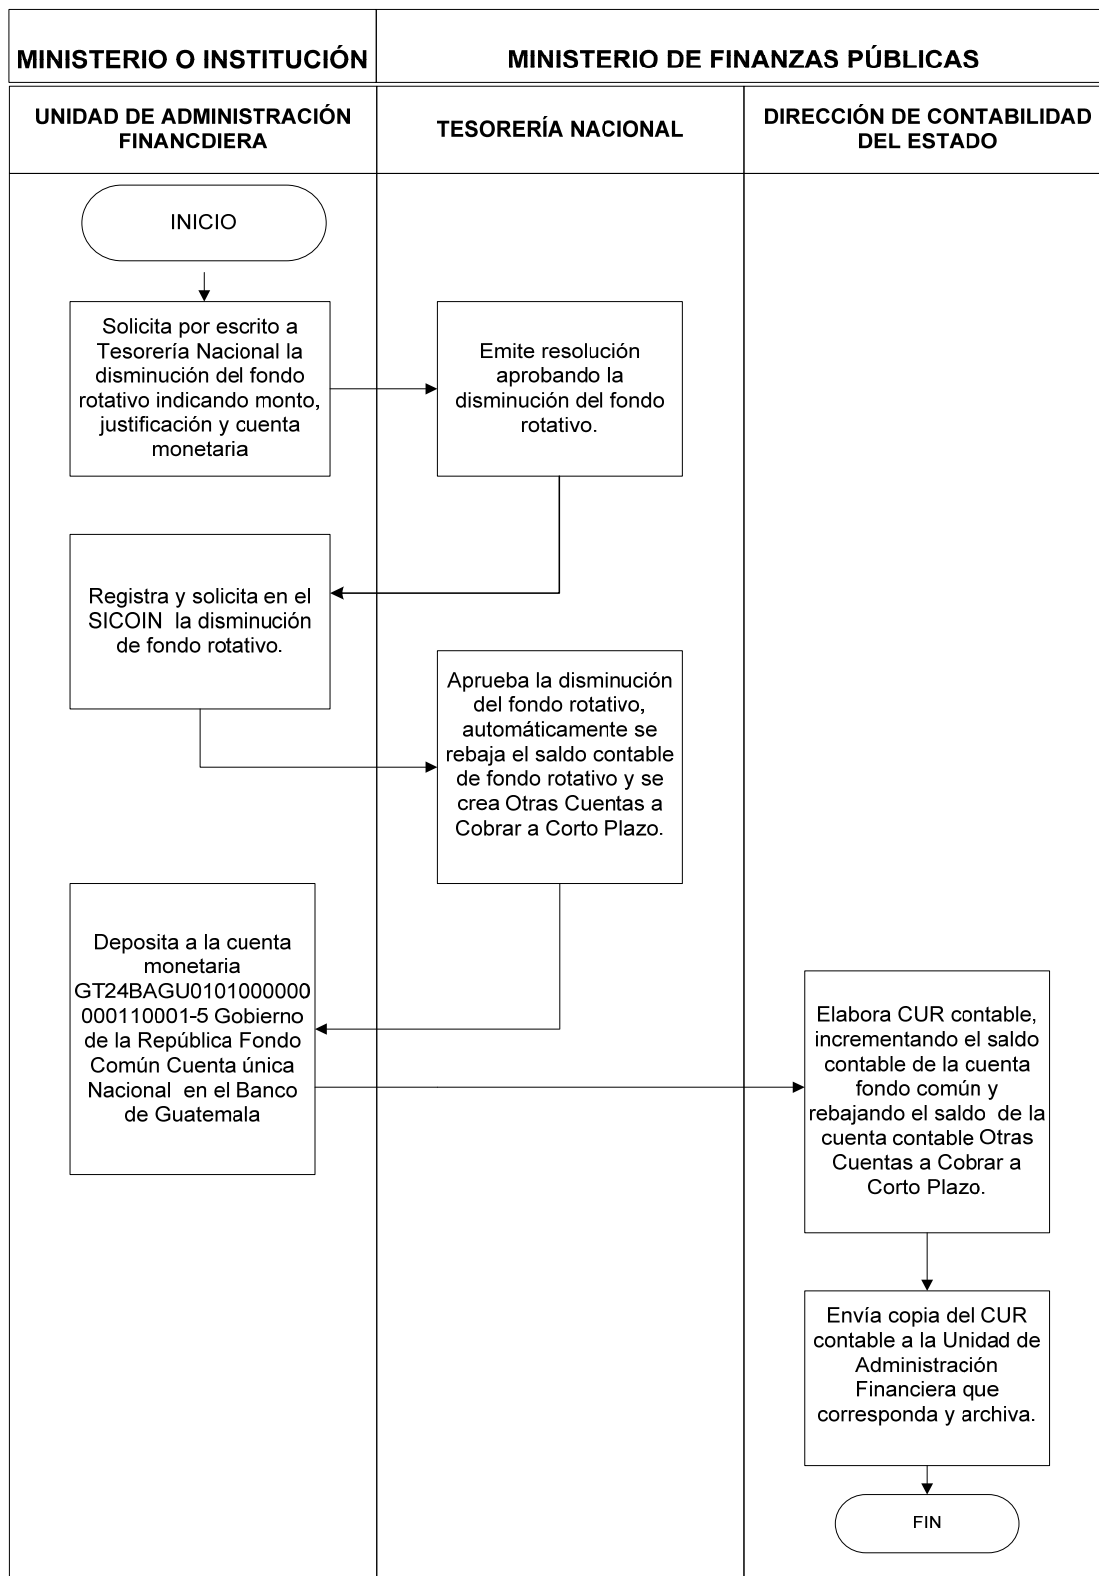 MINISTERIO O INSTITUCIÓN
MINISTERIO DE FINANZAS PÚBLICAS
UNIDAD DE ADMINISTRACIÓN
FINANCDIERA
TESORERÍA NACIONAL
DIRECCIÓN DE CONTABILIDAD
DEL ESTADO
INICIO
Solicita por escrito a
Tesorería Nacional la
disminución del fondo
rotativo indicando monto,
justificación y cuenta
monetaria
Emite resolución
aprobando la
disminución del fondo
rotativo.
Registra y solicita en el
SICOIN la disminución
de fondo rotativo.
Aprueba la disminución
del fondo rotativo,
automáticamente se
rebaja el saldo contable
de fondo rotativo y se
crea Otras Cuentas a
Cobrar a Corto Plazo.
Deposita a la cuenta
monetaria
GT24BAGU0101000000
000110001-5 Gobierno
de la República Fondo
Común Cuenta única
Nacional en el Banco
de Guatemala
Elabora CUR contable,
incrementando el saldo
contable de la cuenta
fondo común y
rebajando el saldo de la
cuenta contable Otras
Cuentas a Cobrar a
Corto Plazo.
Envía copia del CUR
contable a la Unidad de
Administración
Financiera que
corresponda y archiva.
FIN